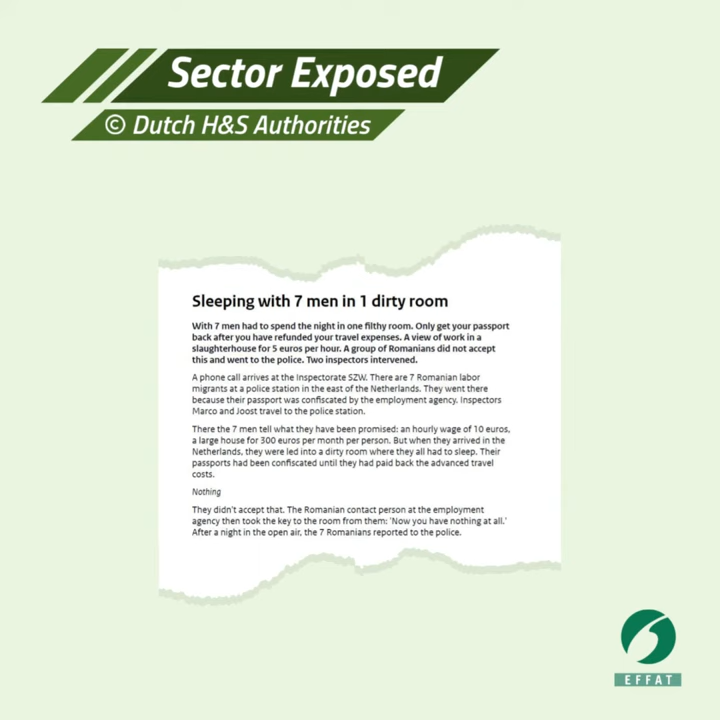 Sector Exposed
© Dutch H&S Authorities
Sleeping with 7 men in 1 dirty room
With 7 men had to spend the night in one filthy room. Only get your passport
back after you have refunded your travel expenses. A view of work in a
slaughterhouse for 5 euros per hour. A group of Romanians did not accept
this and went to the police. Two inspectors intervened.
A phone call arrives at the Inspectorate SZW. There are 7 Romanian labor
migrants at a police station in the east of the Netherlands. They went there
because their passport was confiscated by the employment agency. Inspectors
Marco and Joost travel to the police station.
There the 7 men tell what they have been promised: an hourly wage of 10 euros,
a large house for 300 euros per month per person. But when they arrived in the
Netherlands, they were led into a dirty room where they all had to sleep. Their
passports had been confiscated until they had paid back the advanced travel
costs.
Nothing
They didn't accept that. The Romanian contact person at the employment
agency then took the key to the room from them: 'Now you have nothing at all.'
After a night in the open air, the 7 Romanians reported to the police.
EFFAT